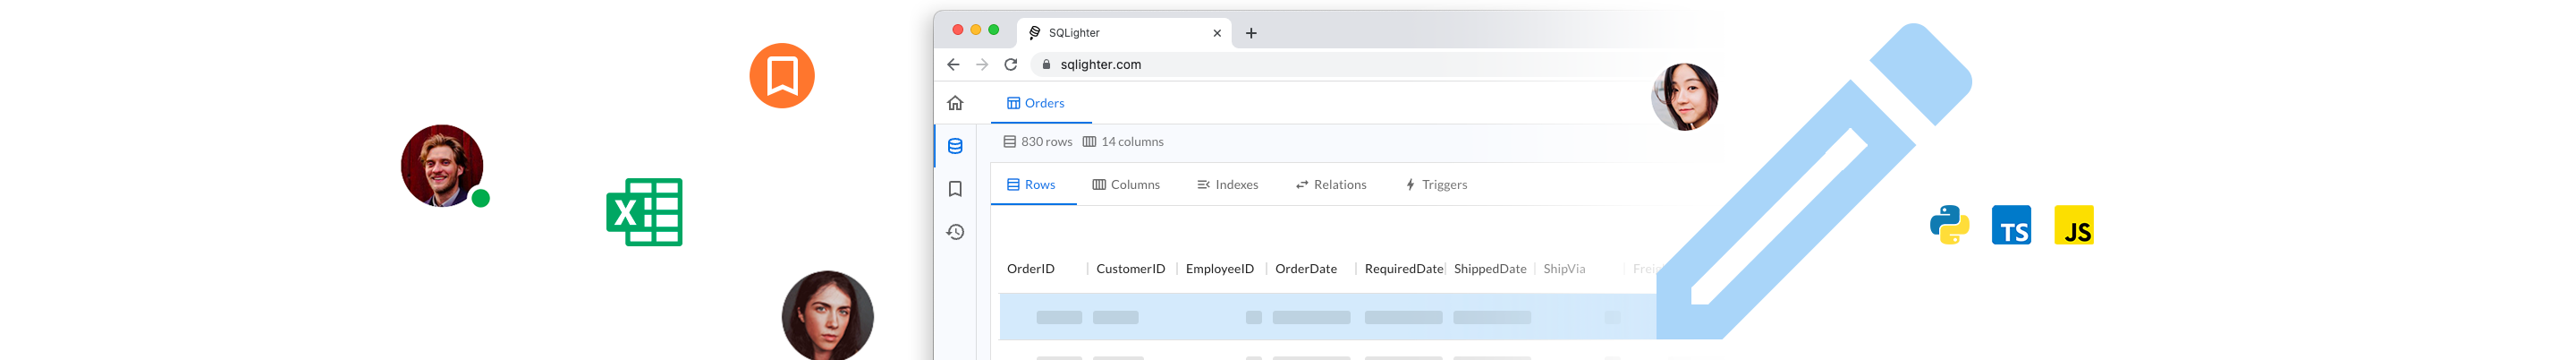 SQLighter
sqlighter.com
Orders
830 rows 14 columns
Rows Columns Indexes Relations Triggers
X
TS JS
OrderID CustomerID EmployeeID OrderDate RequiredDate ShippedDate ShipVia